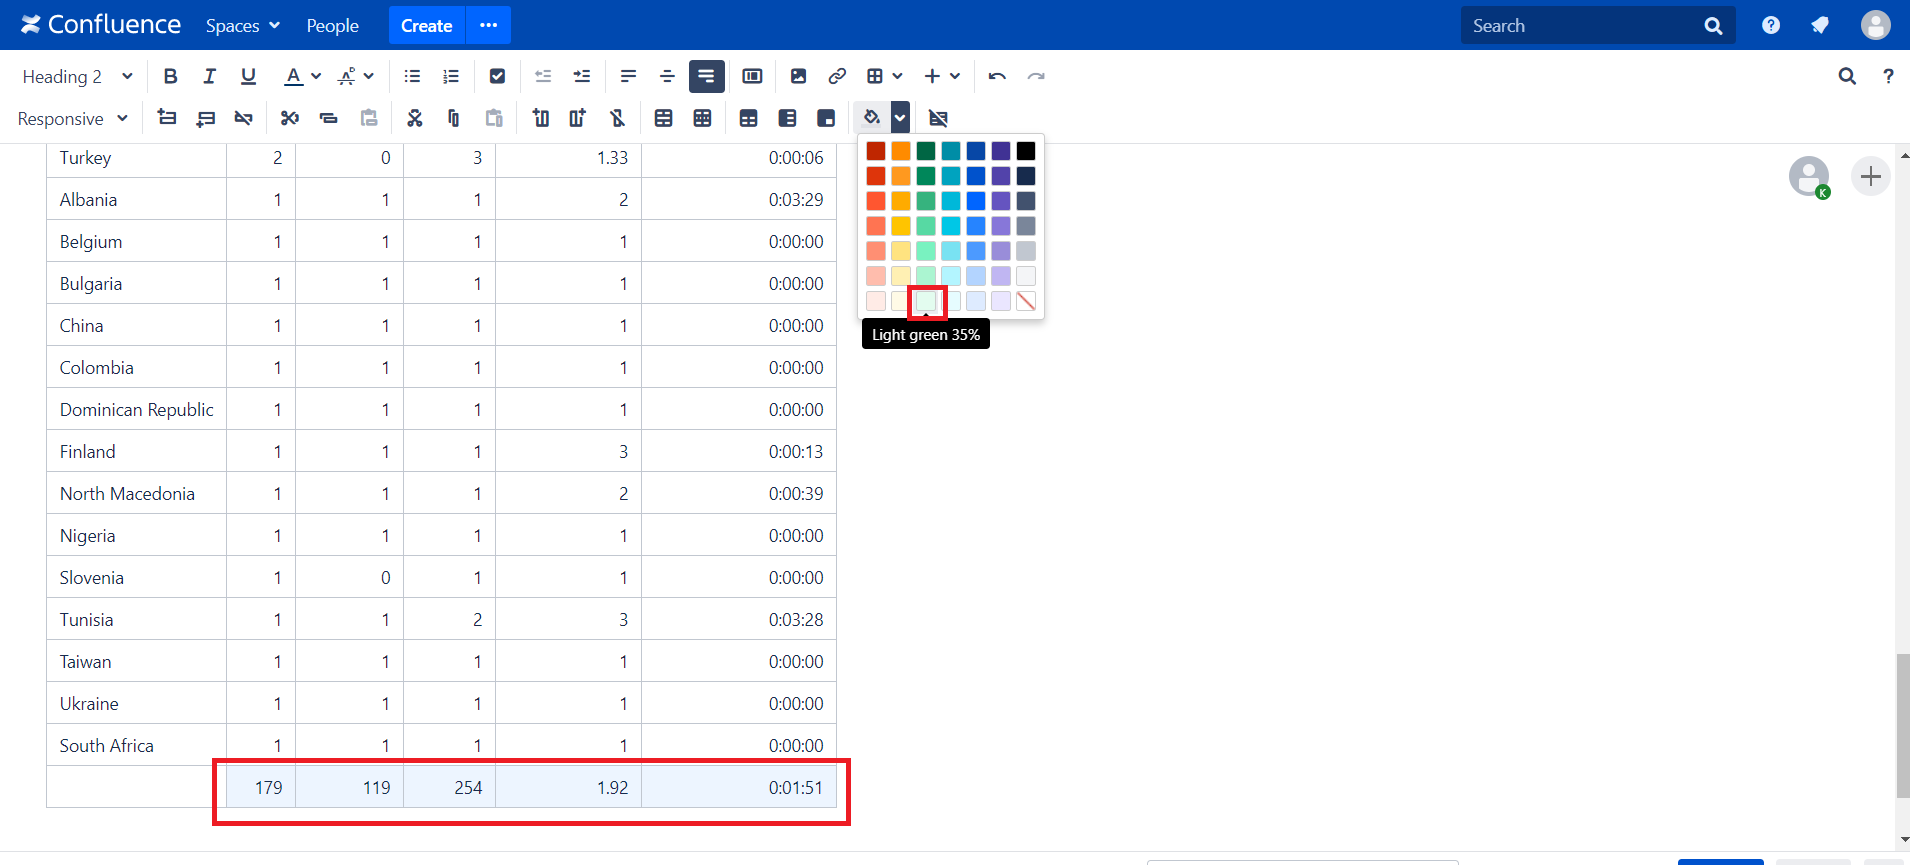 Confluence Spaces People Create ••• Search
Heading 2 B I U A
Responsive
Turkey 2 0 3 1.33 0:00:06
Albania 1 1 1 2 0:03:29
Belgium 1 1 1 1 0:00:00
Bulgaria 1 1 1 1 0:00:00
China 1 1 1 1 0:00:00
Light green 35%
Colombia 1 1 1 1 0:00:00
Dominican Republic 1 1 1 1 0:00:00
Finland 1 1 1 3 0:00:13
North Macedonia 1 1 1 2 0:00:39
Nigeria 1 1 1 1 0:00:00
Slovenia 1 0 1 1 0:00:00
Tunisia 1 1 2 3 0:03:28
Taiwan 1 1 1 1 0:00:00
Ukraine 1 1 1 1 0:00:00
South Africa 1 1 1 1 0:00:00
179 119 254 1.92 0:01:51
K